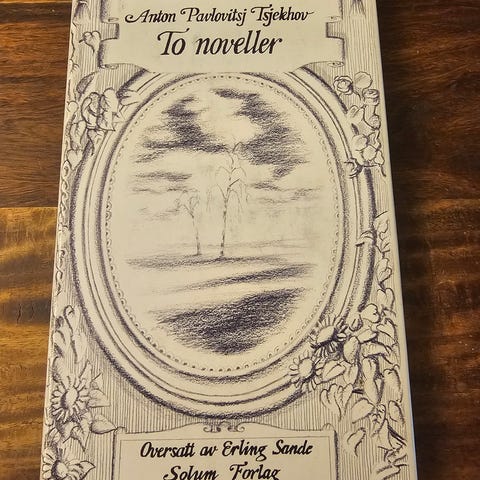 Anton Pavlovitsj Tsjekhov
To noveller
Oversatt av Erling Sande
Solum Forlag